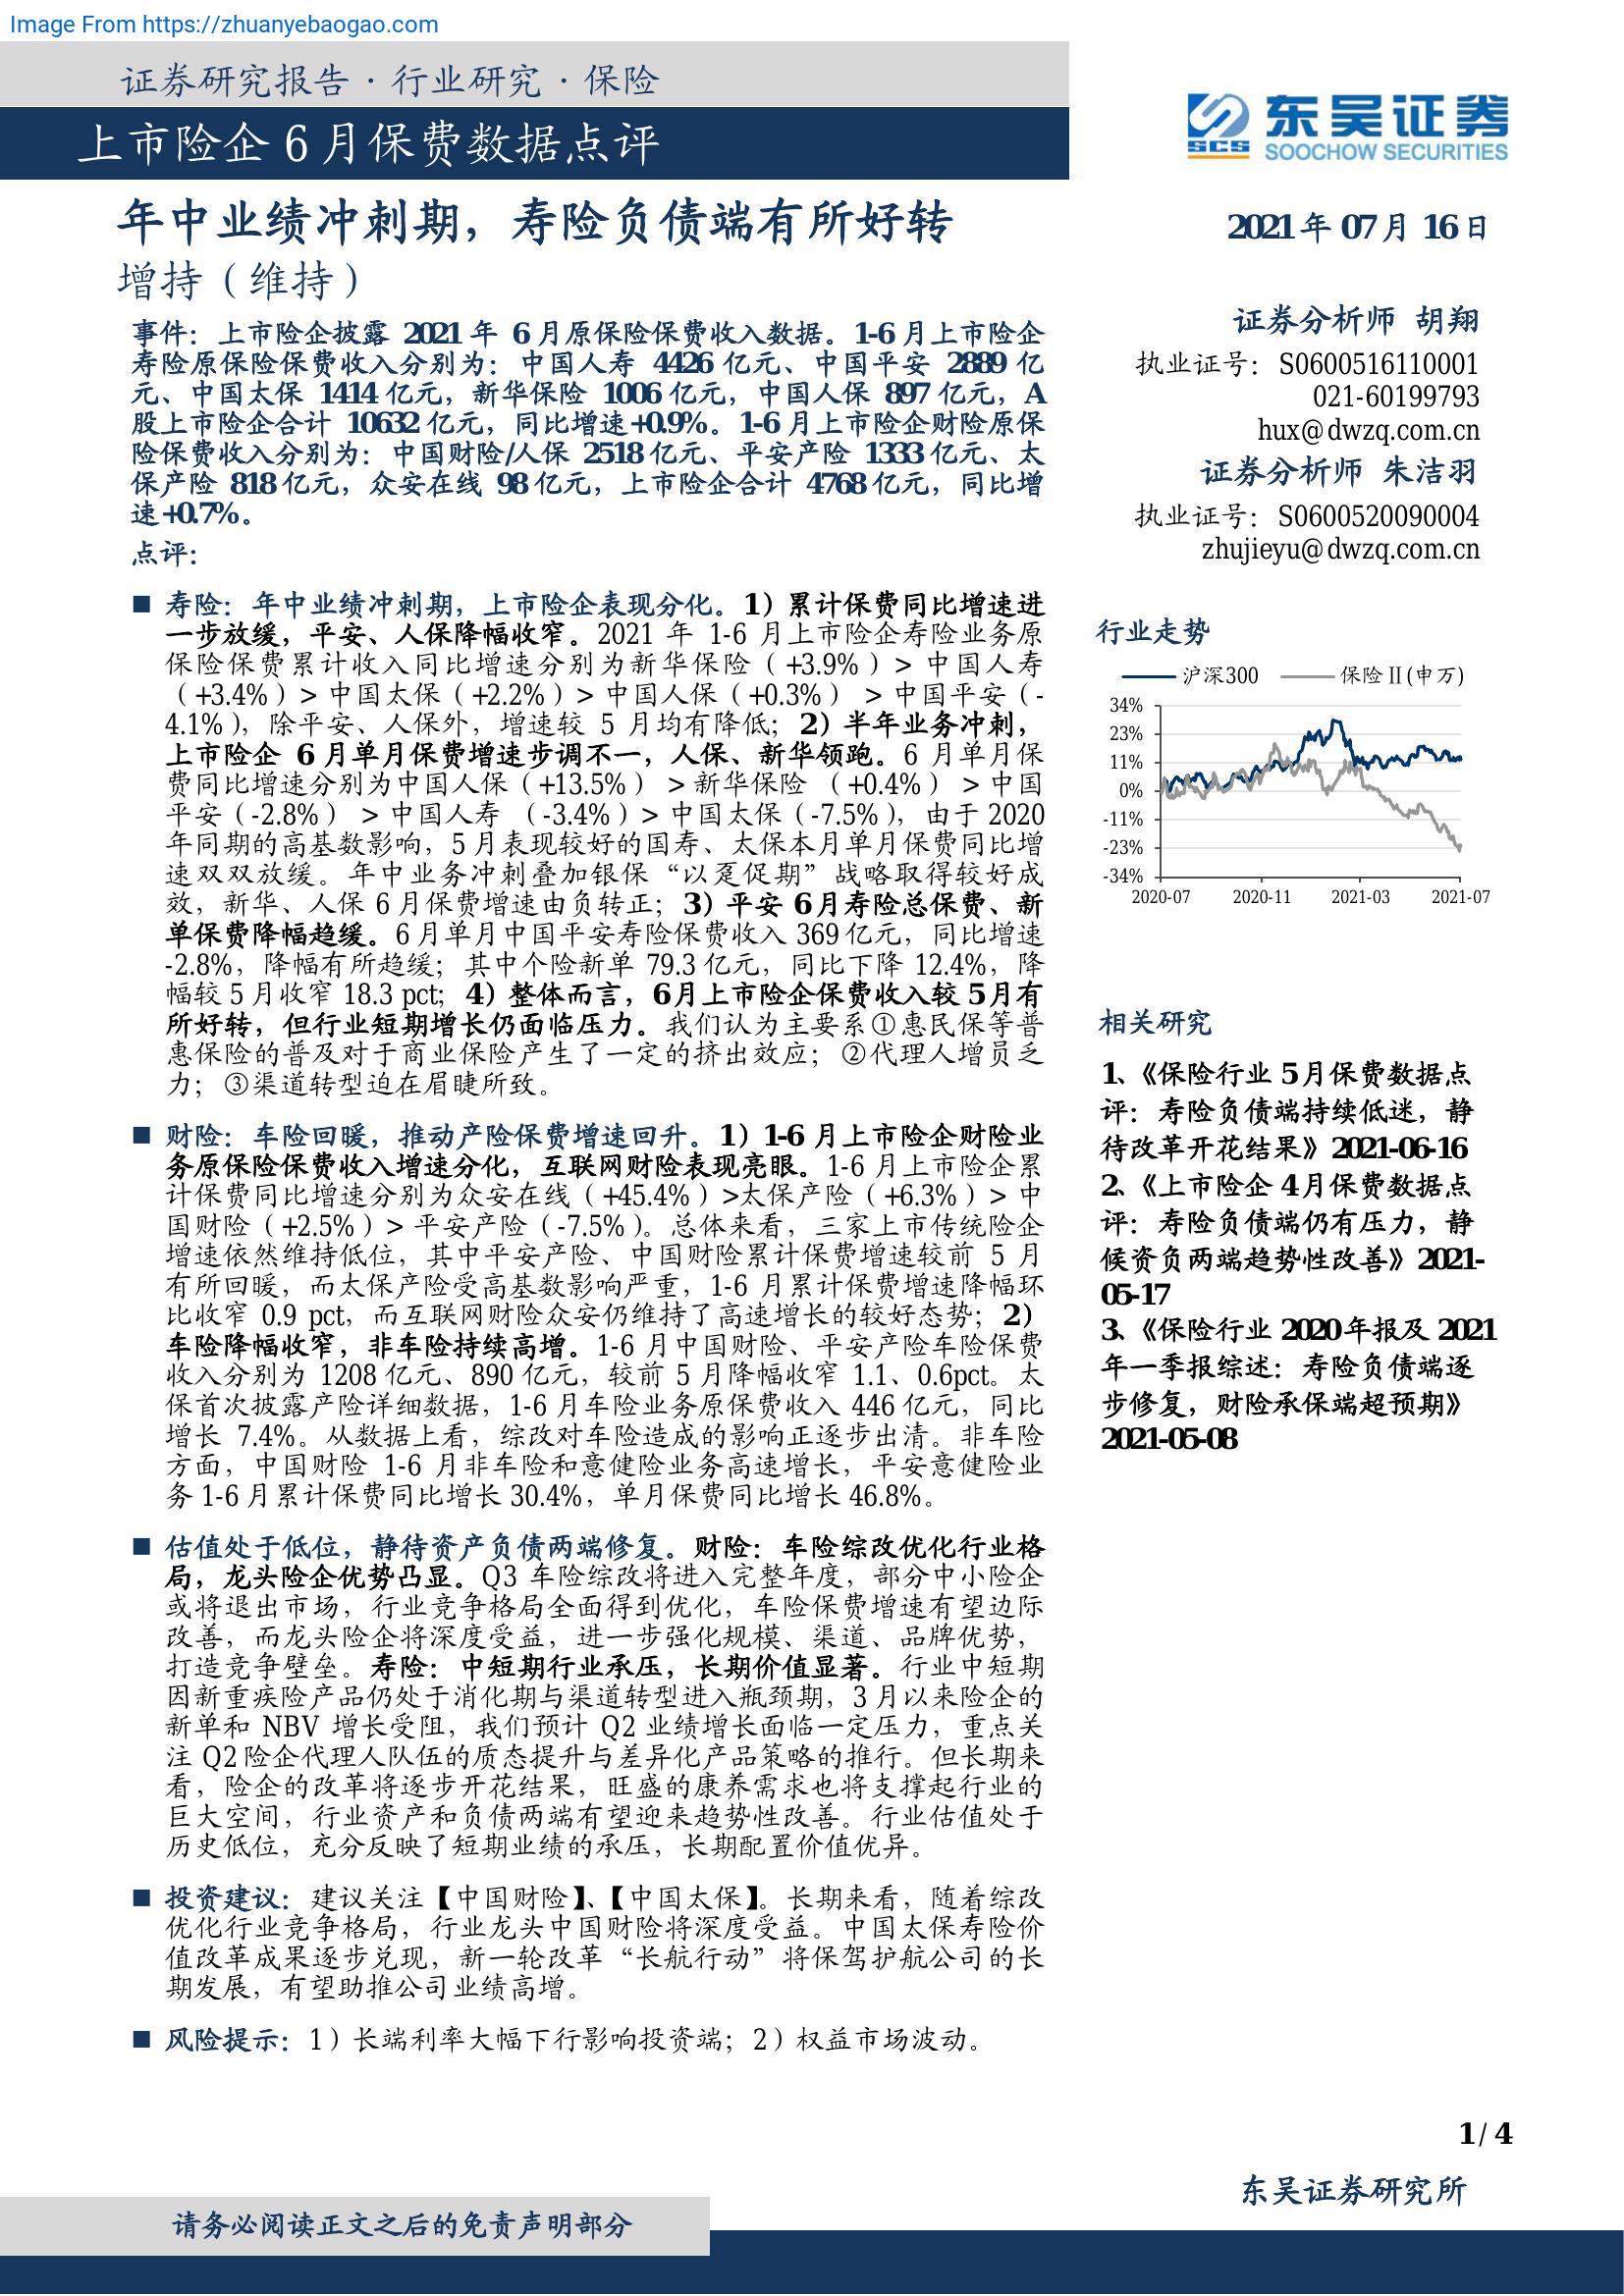 Image From https://zhuanyebaogao.com
证券研究报告·行业研究·保险
上市险企 6 月保费数据点评
东吴证券
SCS
SOOCHOW SECURITIES
年中业绩冲刺期，寿险负债端有所好转
增持（维持）
事件：上市险企披露 2021 年 6 月原保险保费收入数据。1-6 月上市险企
寿险原保险保费收入分别为：中国人寿 4426 亿元、中国平安 2889 亿
元、中国太保 1414 亿元，新华保险 1006 亿元，中国人保 897 亿元，A
股上市险企合计 10632 亿元，同比增速+0.9%。1-6 月上市险企财险原保
险保费收入分别为：中国财险/人保 2518 亿元、平安产险 1333 亿元、太
保产险 818 亿元，众安在线 98 亿元，上市险企合计 4768 亿元，同比增
速+0.7%。
点评：
■ 寿险：年中业绩冲刺期，上市险企表现分化。1）累计保费同比增速进
一步放缓，平安、人保降幅收窄。2021 年 1-6 月上市险企寿险业务原
保险保费累计收入同比增速分别为新华保险（+3.9%）> 中国人寿
（+3.4%）> 中国太保（+2.2%）> 中国人保（+0.3%） > 中国平安（-
4.1%），除平安、人保外，增速较 5 月均有降低；2）半年业务冲刺，
上市险企 6 月单月保费增速步调不一，人保、新华领跑。6 月单月保
费同比增速分别为中国人保（+13.5%） > 新华保险 （+0.4%） > 中国
平安（-2.8%） > 中国人寿 （-3.4%）> 中国太保（-7.5%），由于 2020
年同期的高基数影响，5 月表现较好的国寿、太保本月单月保费同比增
速双双放缓。年中业务冲刺叠加银保“以趸促期”战略取得较好成
效，新华、人保 6 月保费增速由负转正；3）平安 6 月寿险总保费、新
单保费降幅趋缓。6 月单月中国平安寿险保费收入 369 亿元，同比增速
-2.8%，降幅有所趋缓；其中个险新单 79.3 亿元，同比下降 12.4%，降
幅较 5 月收窄 18.3 pct；4）整体而言，6月上市险企保费收入较 5月有
所好转，但行业短期增长仍面临压力。我们认为主要系①惠民保等普
惠保险的普及对于商业保险产生了一定的挤出效应；②代理人增员乏
力；③渠道转型迫在眉睫所致。
■ 财险：车险回暖，推动产险保费增速回升。1）1-6 月上市险企财险业
务原保险保费收入增速分化，互联网财险表现亮眼。1-6 月上市险企累
计保费同比增速分别为众安在线（+45.4%）>太保产险（+6.3%）> 中
国财险（+2.5%）> 平安产险（-7.5%）。总体来看，三家上市传统险企
增速依然维持低位，其中平安产险、中国财险累计保费增速较前 5 月
有所回暖，而太保产险受高基数影响严重，1-6 月累计保费增速降幅环
比收窄 0.9 pct，而互联网财险众安仍维持了高速增长的较好态势；2）
车险降幅收窄，非车险持续高增。1-6 月中国财险、平安产险车险保费
收入分别为 1208 亿元、890 亿元，较前 5 月降幅收窄 1.1、0.6pct。太
保首次披露产险详细数据，1-6 月车险业务原保费收入 446 亿元，同比
增长 7.4%。从数据上看，综改对车险造成的影响正逐步出清。非车险
方面，中国财险 1-6 月非车险和意健险业务高速增长，平安意健险业
务 1-6 月累计保费同比增长 30.4%，单月保费同比增长 46.8%。
■ 估值处于低位，静待资产负债两端修复。财险：车险综改优化行业格
局，龙头险企优势凸显。Q3 车险综改将进入完整年度，部分中小险企
或将退出市场，行业竞争格局全面得到优化，车险保费增速有望边际
改善，而龙头险企将深度受益，进一步强化规模、渠道、品牌优势，
打造竞争壁垒。寿险：中短期行业承压，长期价值显著。行业中短期
因新重疾险产品仍处于消化期与渠道转型进入瓶颈期，3 月以来险企的
新单和 NBV 增长受阻，我们预计 Q2 业绩增长面临一定压力，重点关
注 Q2 险企代理人队伍的质态提升与差异化产品策略的推行。但长期来
看，险企的改革将逐步开花结果，旺盛的康养需求也将支撑起行业的
巨大空间，行业资产和负债两端有望迎来趋势性改善。行业估值处于
历史低位，充分反映了短期业绩的承压，长期配置价值优异。
■ 投资建议：建议关注【中国财险】、【中国太保】。长期来看，随着综改
优化行业竞争格局，行业龙头中国财险将深度受益。中国太保寿险价
值改革成果逐步兑现，新一轮改革“长航行动”将保驾护航公司的长
期发展，有望助推公司业绩高增。
■ 风险提示：1）长端利率大幅下行影响投资端；2）权益市场波动。
2021 年 07 月 16 日
证券分析师 胡翔
执业证号：S0600516110001
021-60199793
hux@dwzq.com.cn
证券分析师 朱洁羽
执业证号：S0600520090004
zhujieyu@dwzq.com.cn
行业走势
沪深300 保险Ⅱ(申万)
34%
23%
11%
0%
-11%
-23%
-34%
2020-07 2020-11 2021-03 2021-07
相关研究
1、《保险行业 5月保费数据点
评：寿险负债端持续低迷，静
待改革开花结果》2021-06-16
2、《上市险企 4月保费数据点
评：寿险负债端仍有压力，静
候资负两端趋势性改善》2021-
05-17
3、《保险行业 2020年报及 2021
年一季报综述：寿险负债端逐
步修复，财险承保端超预期》
2021-05-08
1 / 4
东吴证券研究所
请务必阅读正文之后的免责声明部分